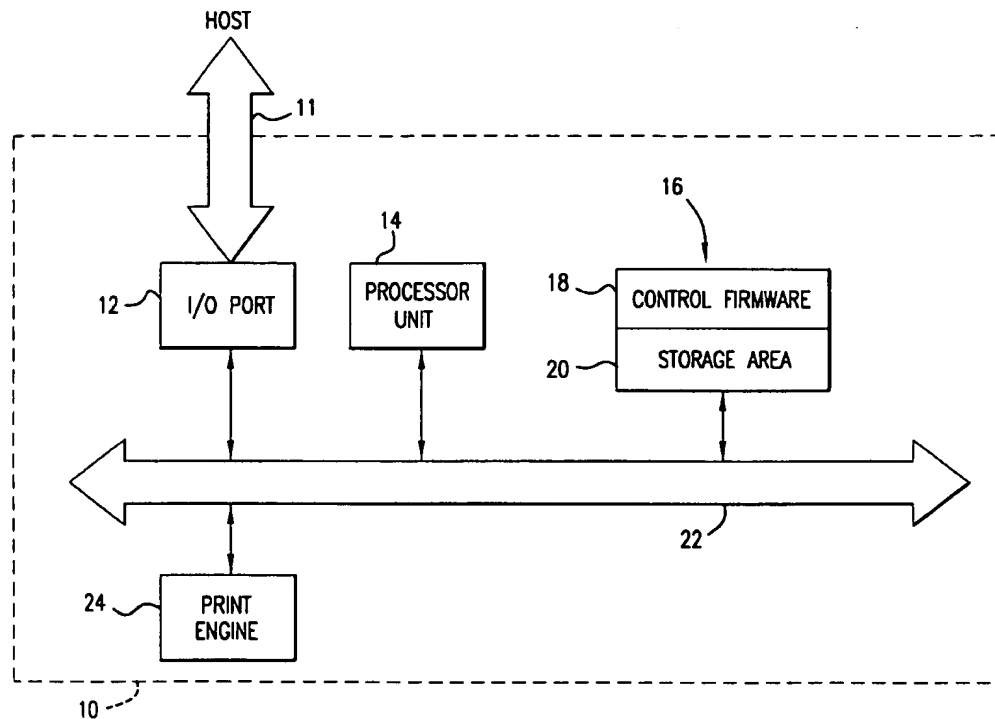 HOST
11
16
14
12
I/O PORT
PROCESSOR
UNIT
18
CONTROL FIRMWARE
20
STORAGE AREA
22
24
PRINT
ENGINE
10